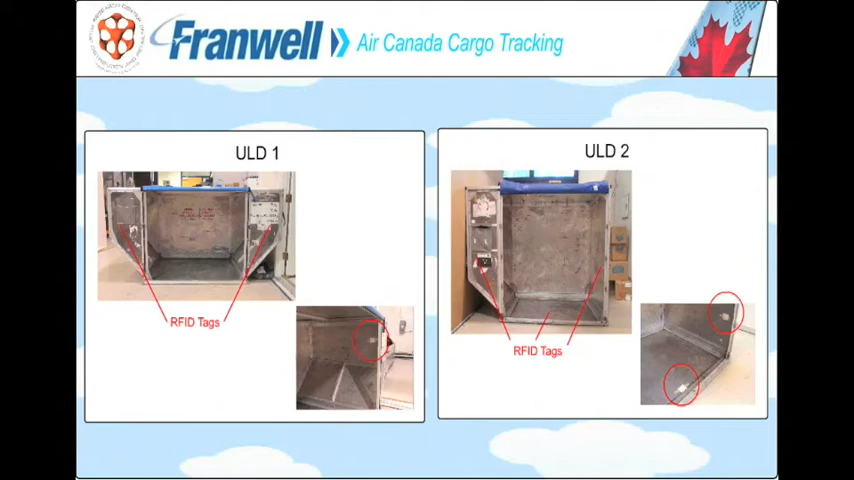 Franwell Air Canada Cargo Tracking
ULD 1
RFID Tags
ULD 2
RFID Tags